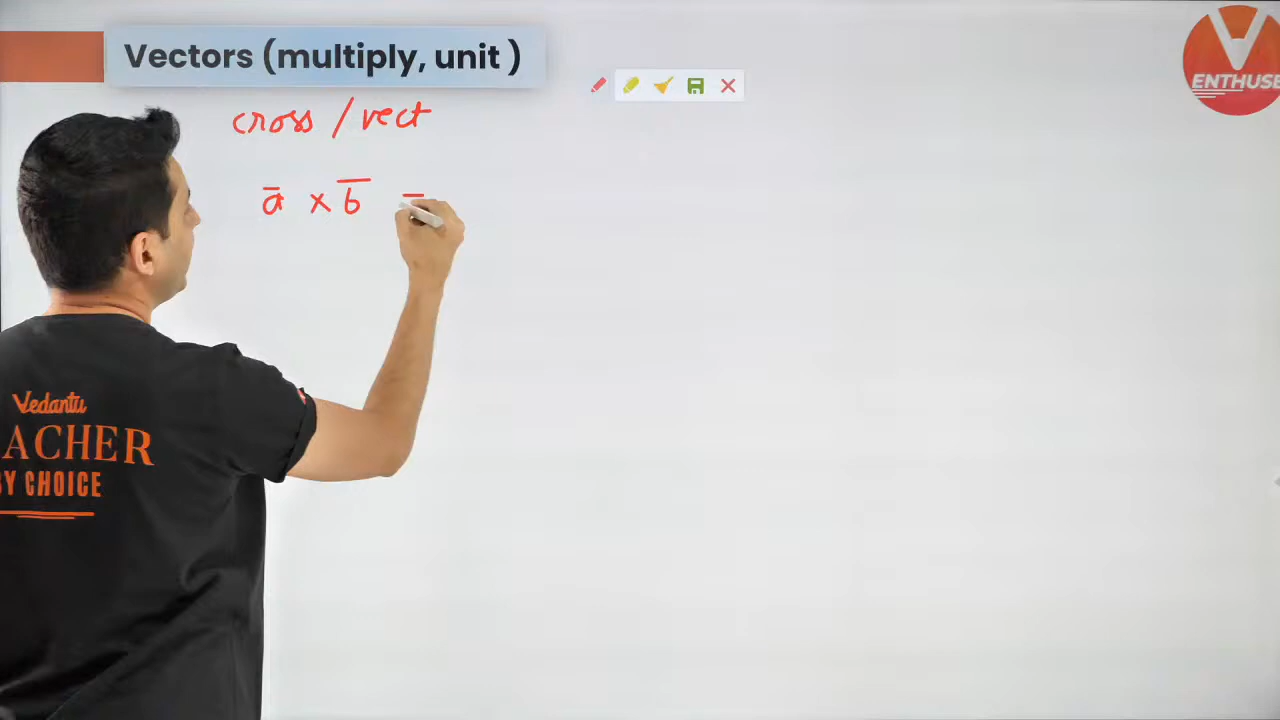 Vectors (multiply, unit )
V
ENTHUSE
cross / vect
a̅ × b̅ =
Vedantu
ACHER
BY CHOICE